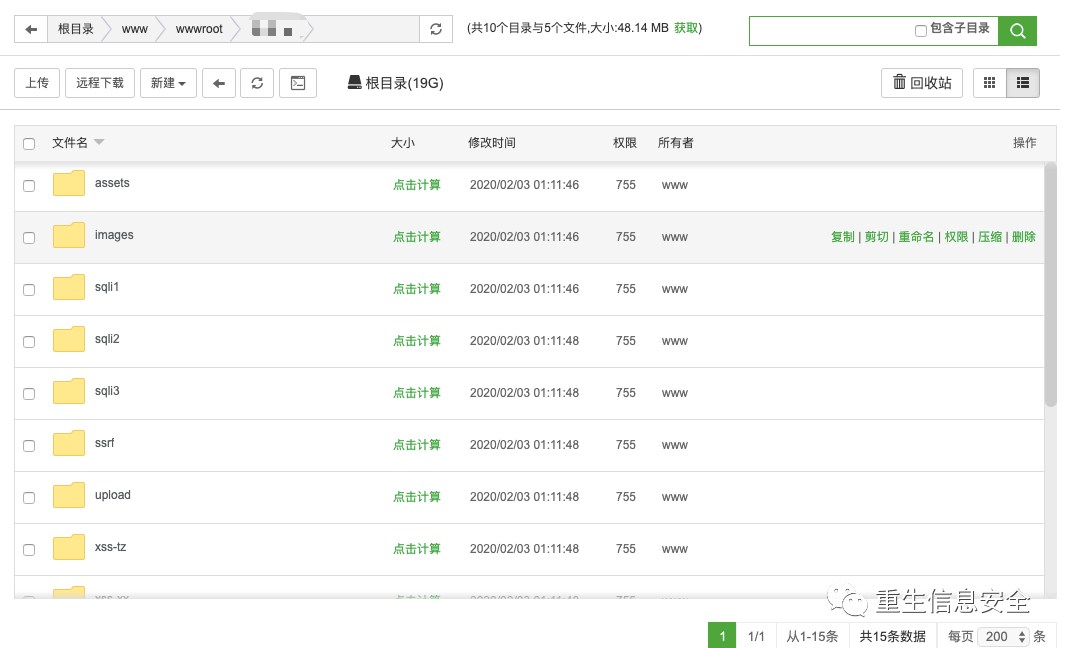 根目录 www wwwroot (共10个目录与5个文件,大小:48.14 MB 获取) 包含子目录
上传 远程下载 新建 根目录(19G) 回收站
文件名 大小 修改时间 权限 所有者 操作
assets 点击计算 2020/02/03 01:11:46 755 www
images 点击计算 2020/02/03 01:11:46 755 www 复制 | 剪切 | 重命名 | 权限 | 压缩 | 删除
sqli1 点击计算 2020/02/03 01:11:46 755 www
sqli2 点击计算 2020/02/03 01:11:48 755 www
sqli3 点击计算 2020/02/03 01:11:48 755 www
ssrf 点击计算 2020/02/03 01:11:48 755 www
upload 点击计算 2020/02/03 01:11:48 755 www
xss-tz 点击计算 2020/02/03 01:11:48 755 www
重生信息安全
1 1/1 从1-15条 共15条数据 每页 200 条